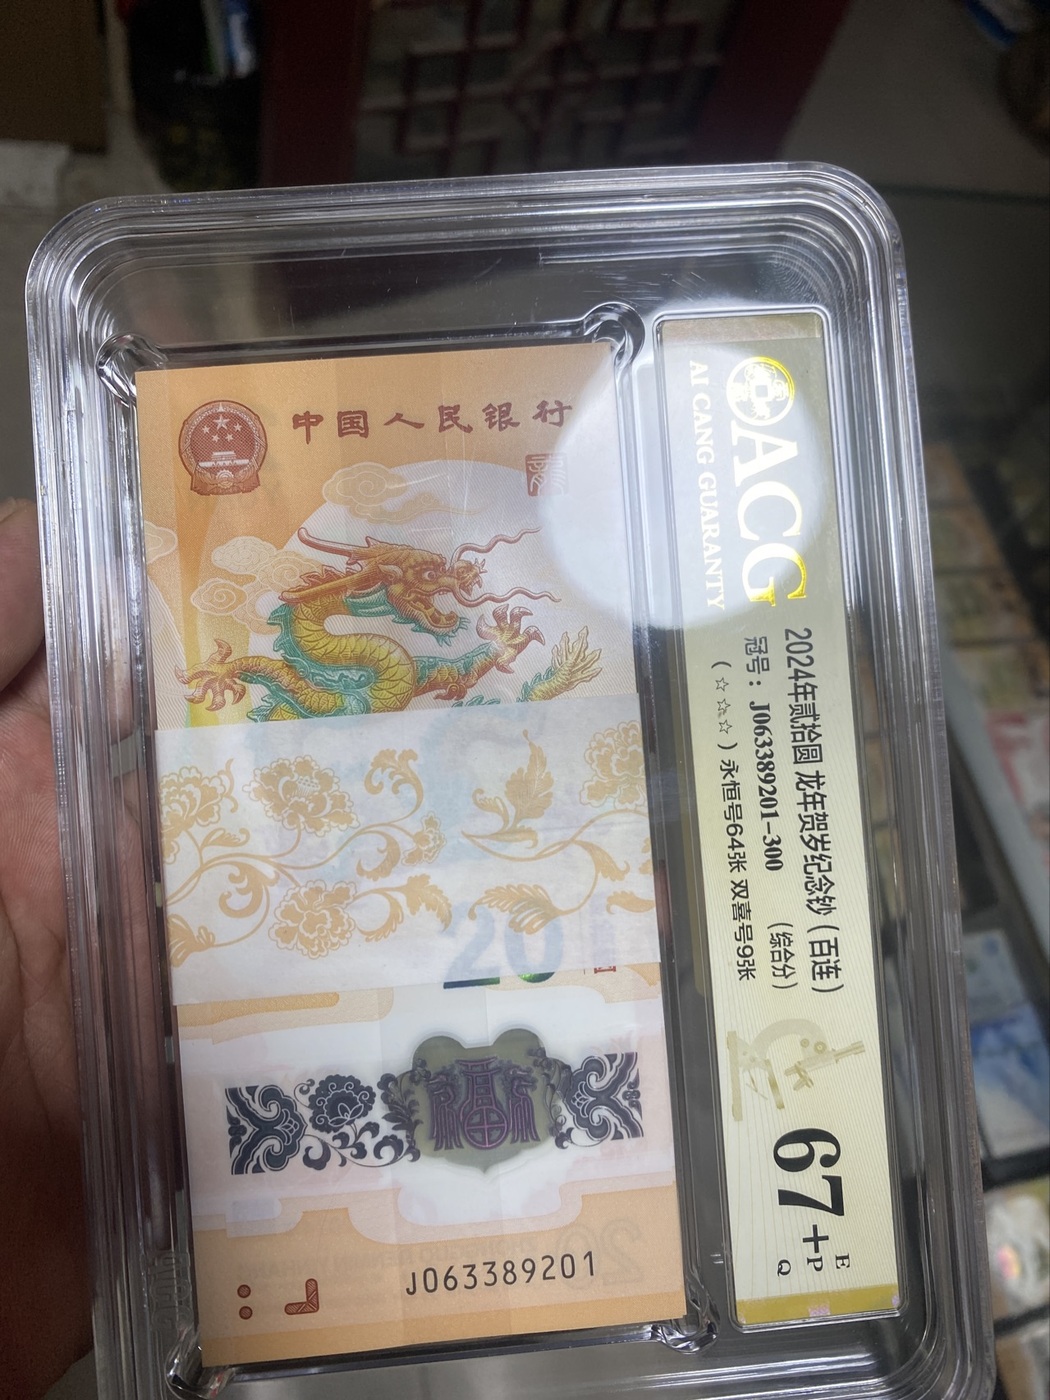 中国人民银行
20
J063389201
ACG
AI CANG GUARANTY
2024年贰拾圆 龙年贺岁纪念钞（百连）
冠号：J063389201-300 （综合分）
（☆☆☆）永恒号64张 双喜号9张
67+
E
P
Q